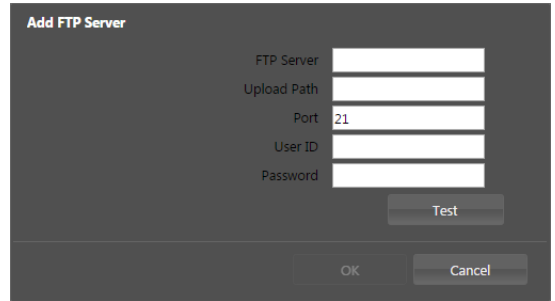 Add FTP Server
FTP Server
Upload Path
Port 21
User ID
Password
Test
OK Cancel